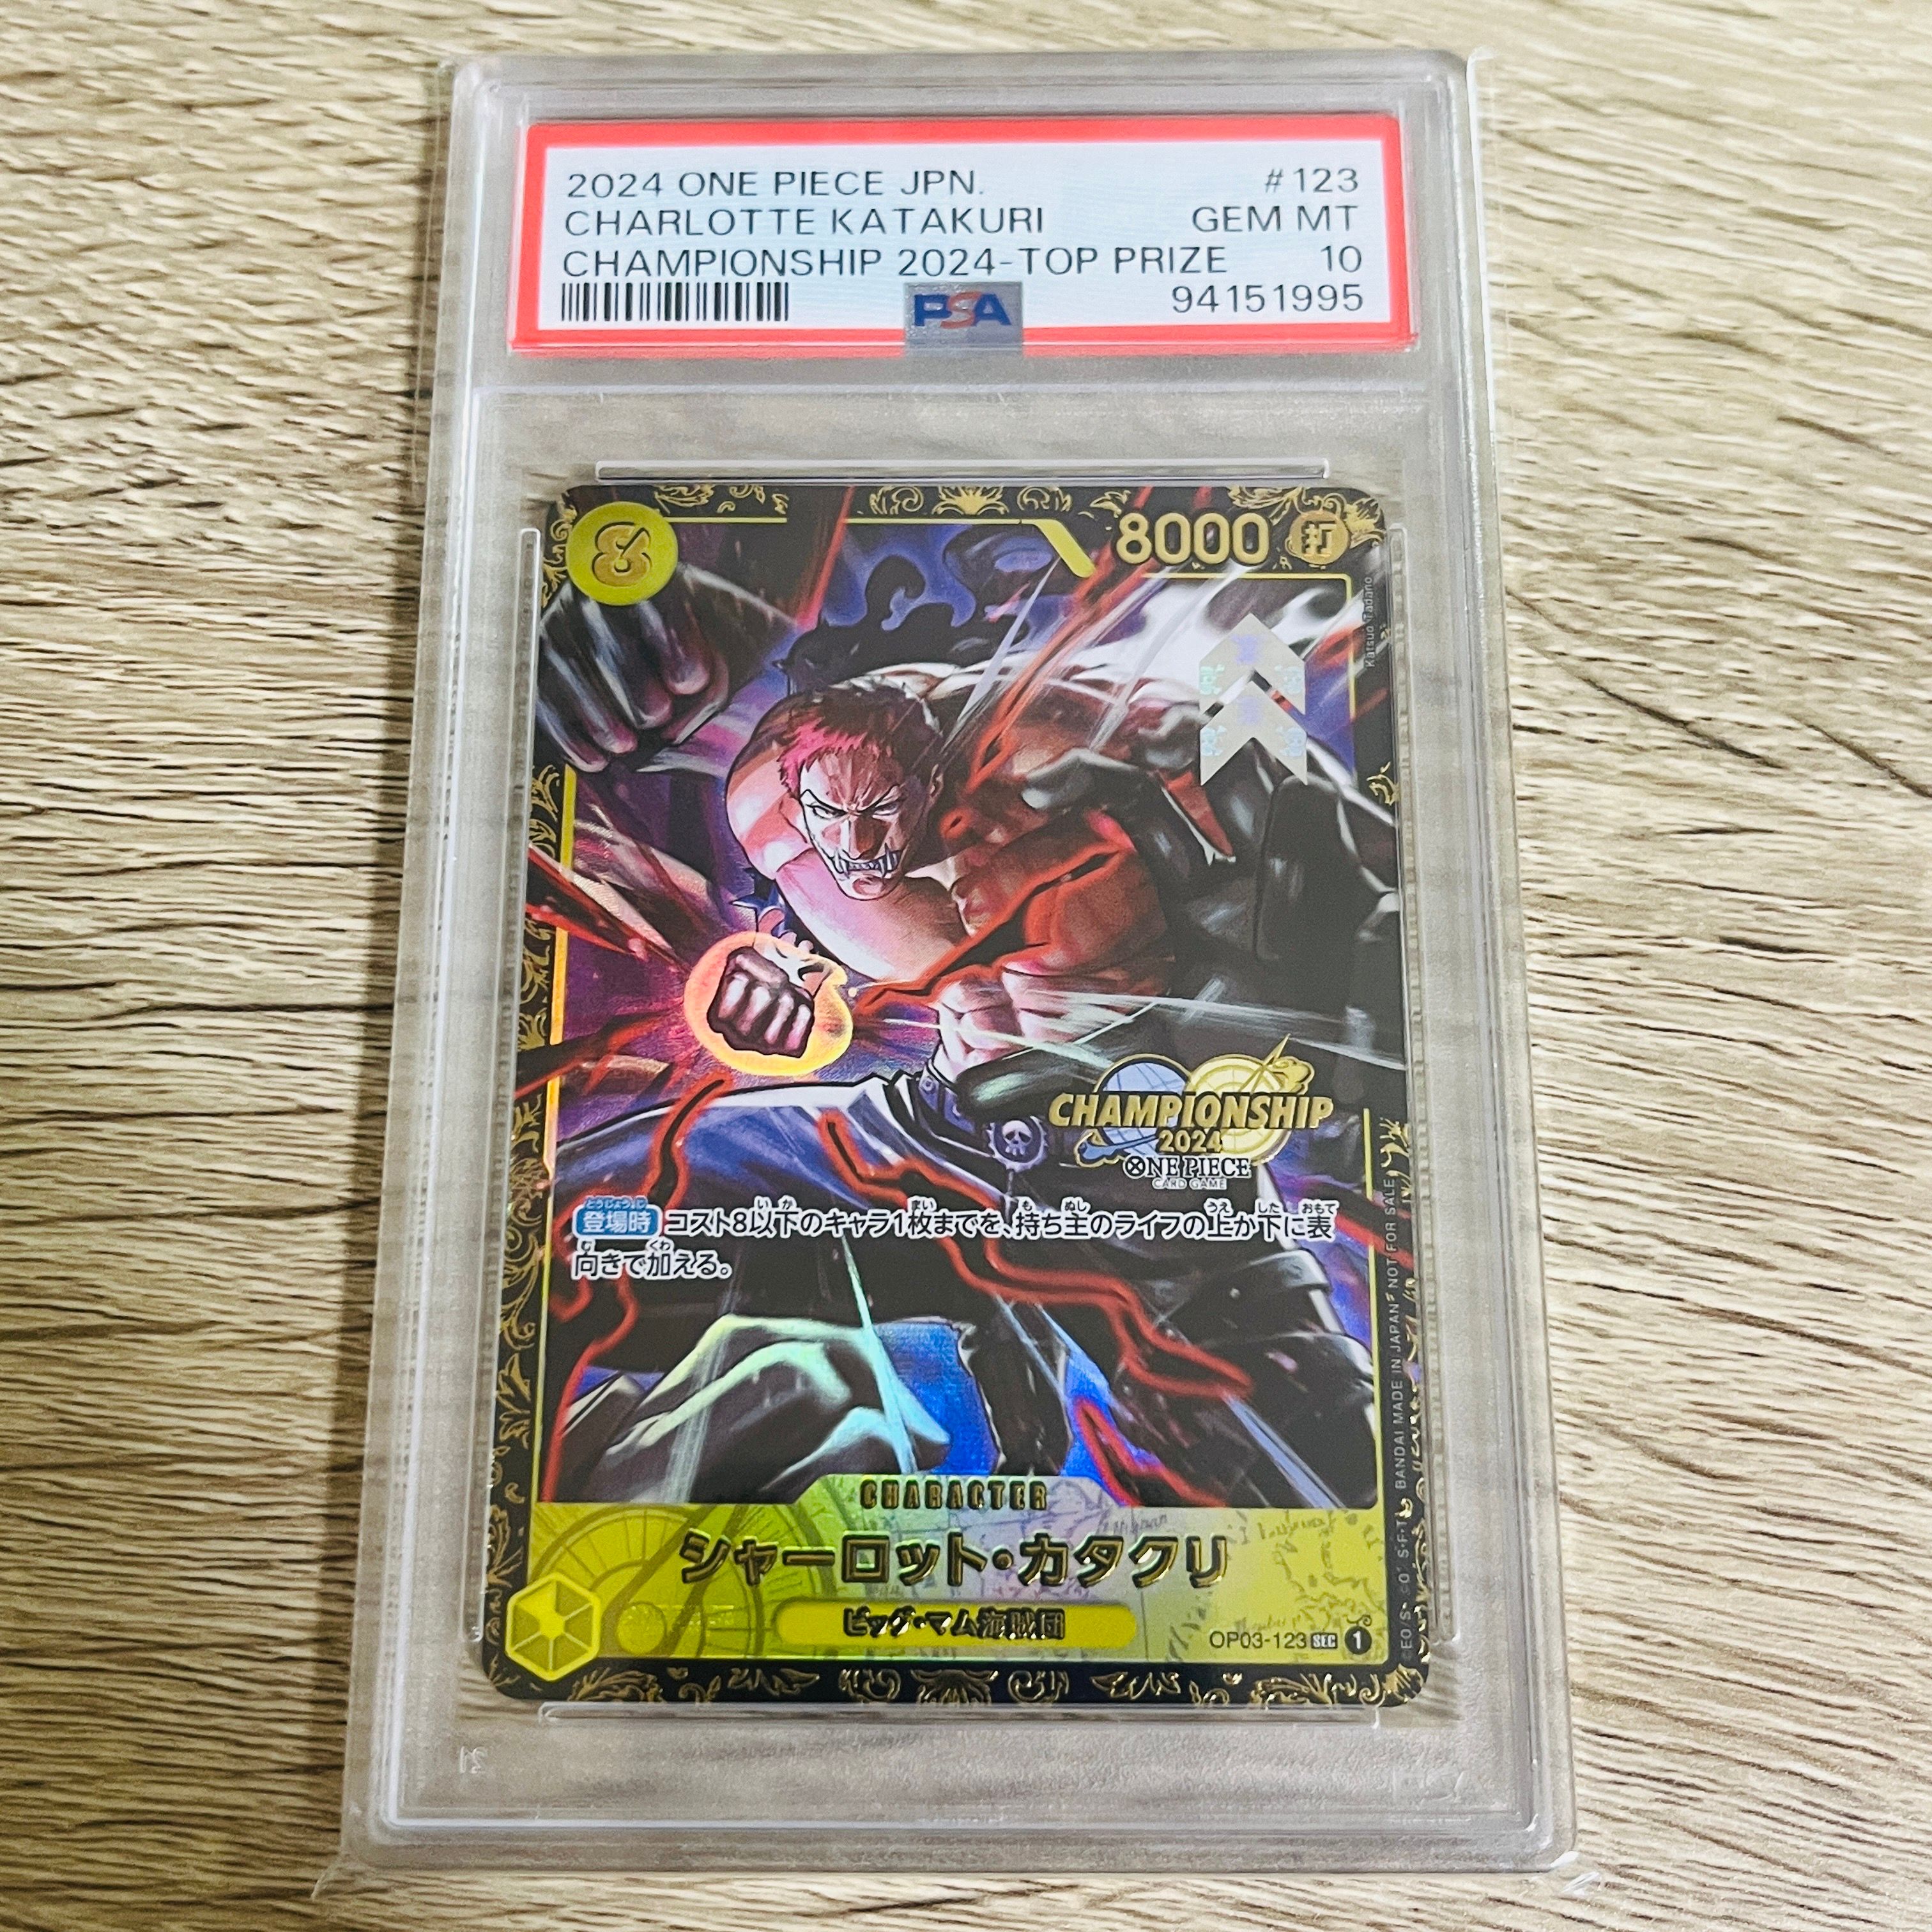 2024 ONE PIECE JPN. #123
CHARLOTTE KATAKURI GEM MT
CHAMPIONSHIP 2024-TOP PRIZE 10
94151995
PSA
8 8000 打
Katsuo Tadano
CHAMPIONSHIP
2024
ONE PIECE
CARD GAME
登場時 コスト8以下のキャラ1枚までを、持ち主のライフの上か下に表
向きで加える。
BANDAI MADE IN JAPAN NOT FOR SALE
CHARACTER
シャーロット・カタクリ
ビッグ・マム海賊団
OP03-123 SEC 1